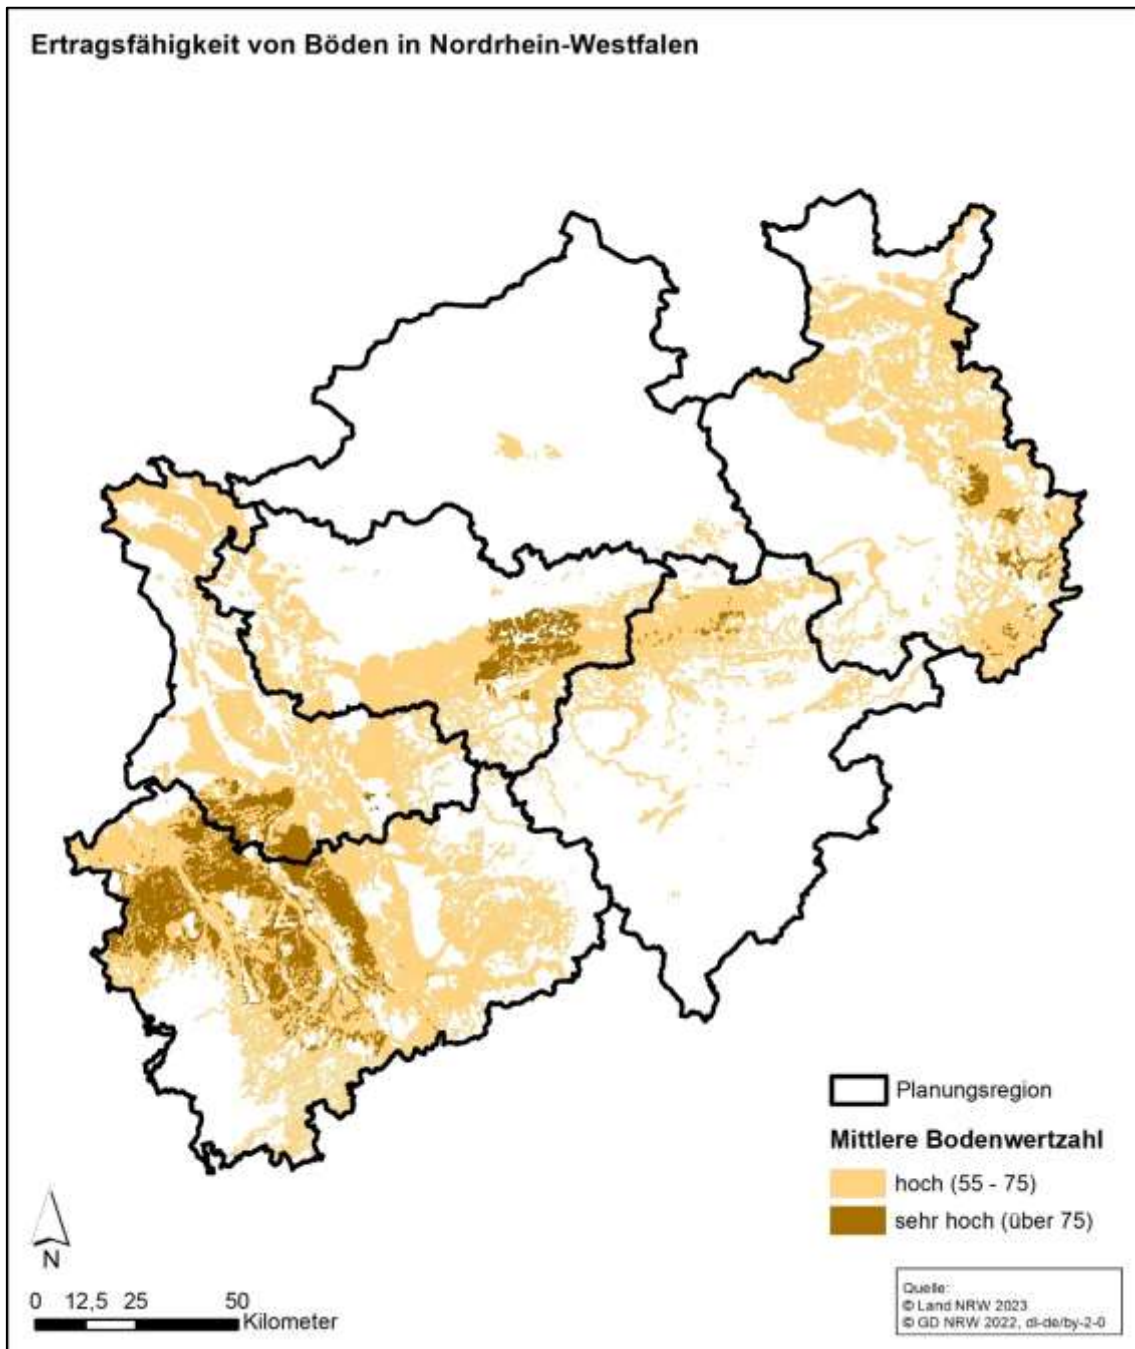 Ertragsfähigkeit von Böden in Nordrhein-Westfalen
Planungsregion
Mittlere Bodenwertzahl
hoch (55 - 75)
sehr hoch (über 75)
N
0 12,5 25 50
Kilometer
Quelle:
© Land NRW 2023
© GD NRW 2022, dl-de/by-2-0